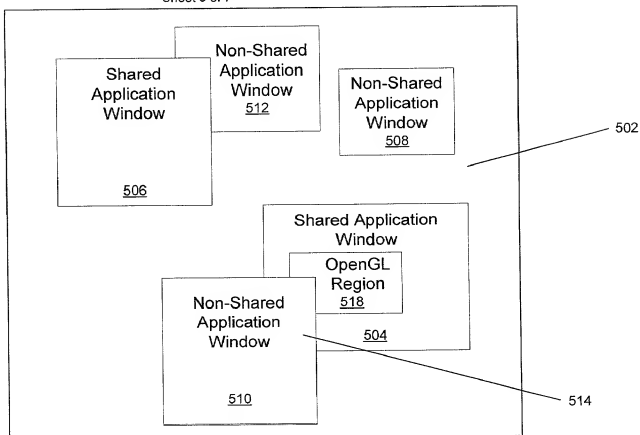 Non-Shared
Application
Window
512
Shared
Application
Window
506
Non-Shared
Application
Window
508
502
Shared Application
Window
OpenGL
Region
518
504
Non-Shared
Application
Window
510
514